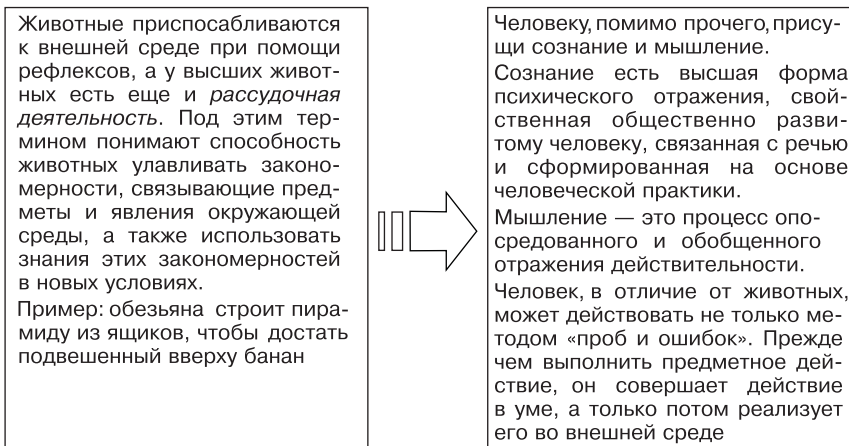 Животные приспосабливаются
к внешней среде при помощи
рефлексов, а у высших живот-
ных есть еще и рассудочная
деятельность. Под этим тер-
мином понимают способность
животных улавливать законо-
мерности, связывающие пред-
меты и явления окружающей
среды, а также использовать
знания этих закономерностей
в новых условиях.
Пример: обезьяна строит пира-
миду из ящиков, чтобы достать
подвешенный вверху банан
Человеку, помимо прочего, прису-
щи сознание и мышление.
Сознание есть высшая форма
психического отражения, свой-
ственная общественно разви-
тому человеку, связанная с речью
и сформированная на основе
человеческой практики.
Мышление — это процесс опо-
средованного и обобщенного
отражения действительности.
Человек, в отличие от животных,
может действовать не только ме-
тодом «проб и ошибок». Прежде
чем выполнить предметное дей-
ствие, он совершает действие
в уме, а только потом реализует
его во внешней среде